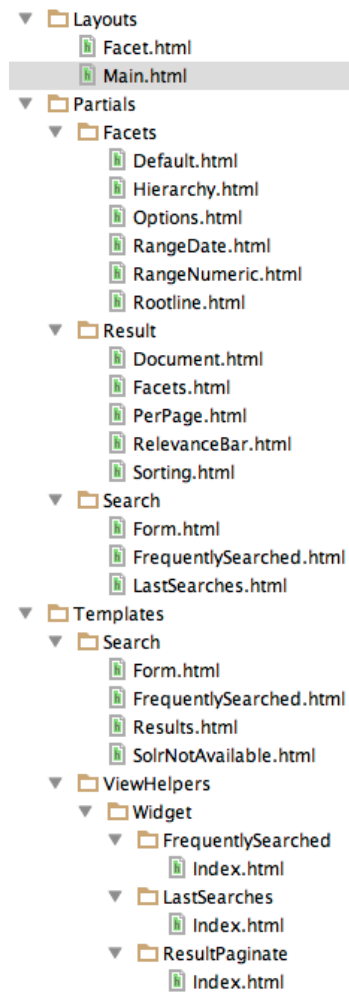 Layouts
Facet.html
Main.html
Partials
Facets
Default.html
Hierarchy.html
Options.html
RangeDate.html
RangeNumeric.html
Rootline.html
Result
Document.html
Facets.html
PerPage.html
RelevanceBar.html
Sorting.html
Search
Form.html
FrequentlySearched.html
LastSearches.html
Templates
Search
Form.html
FrequentlySearched.html
Results.html
SolrNotAvailable.html
ViewHelpers
Widget
FrequentlySearched
Index.html
LastSearches
Index.html
ResultPaginate
Index.html